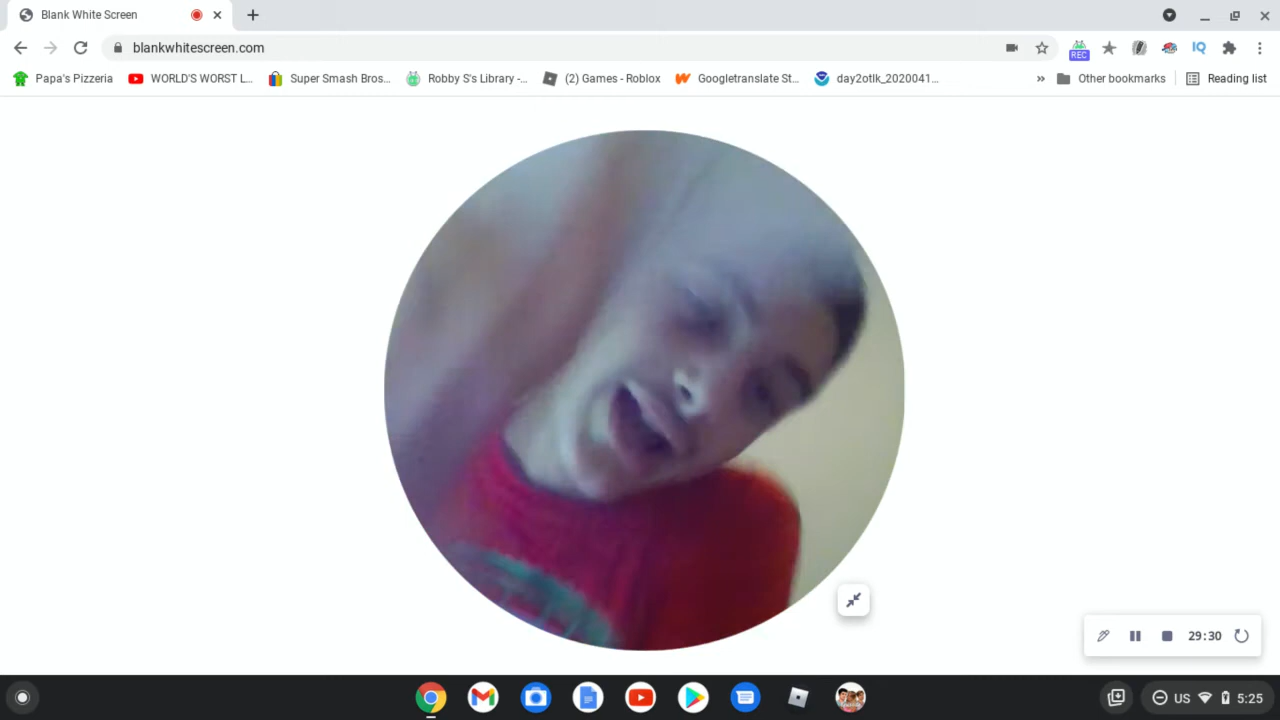 Blank White Screen
blankwhitescreen.com
REC
IQ
Papa's Pizzeria
WORLD'S WORST L...
Super Smash Bros...
Robby S's Library -...
(2) Games - Roblox
Googletranslate St...
day2otlk_2020041...
»
Other bookmarks
Reading list
29:30
US
5:25